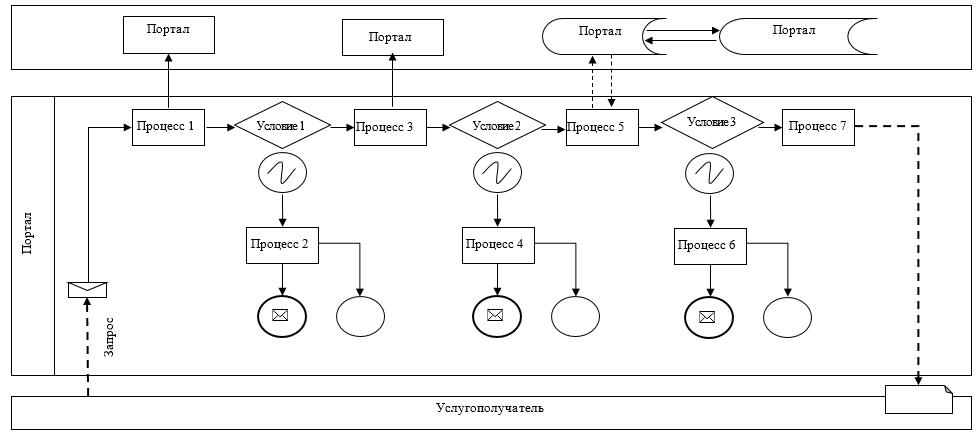 Портал
Портал
Портал
Портал
Процесс 1
Условие 1
Процесс 3
Условие 2
Процесс 5
Условие 3
Процесс 7
Портал
Процесс 2
Процесс 4
Процесс 6
Запрос
Услугополучатель